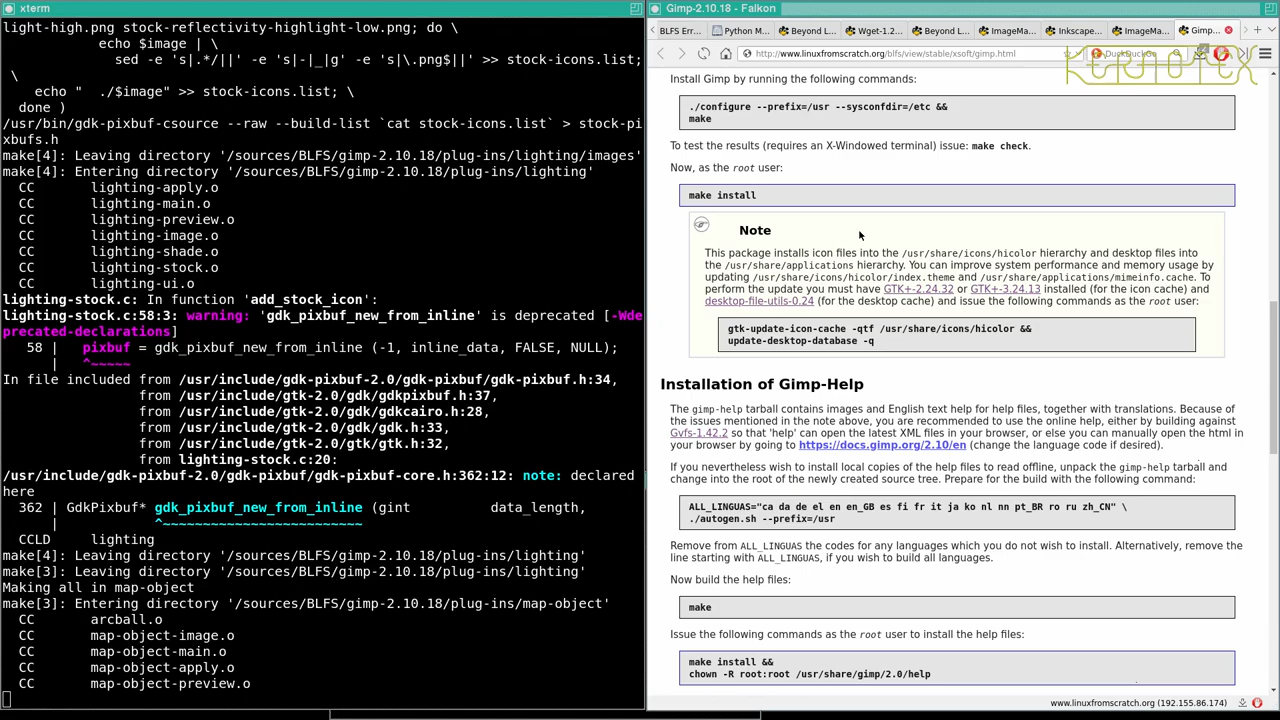 xterm
light-high.png stock-reflectivity-highlight-low.png; do \
echo $image | \
sed -e 's|.*/||' -e 's|-|_|g' -e 's|\.png$||' >> stock-icons.list;
\
echo " ./$image" >> stock-icons.list; \
done )
/usr/bin/gdk-pixbuf-csource --raw --build-list `cat stock-icons.list` > stock-pi
xbufs.h
make[4]: Leaving directory '/sources/BLFS/gimp-2.10.18/plug-ins/lighting/images'
make[4]: Entering directory '/sources/BLFS/gimp-2.10.18/plug-ins/lighting'
CC lighting-apply.o
CC lighting-main.o
CC lighting-preview.o
CC lighting-image.o
CC lighting-shade.o
CC lighting-stock.o
CC lighting-ui.o
lighting-stock.c: In function 'add_stock_icon':
lighting-stock.c:58:3: warning: 'gdk_pixbuf_new_from_inline' is deprecated [-Wde
precated-declarations]
58 | pixbuf = gdk_pixbuf_new_from_inline (-1, inline_data, FALSE, NULL);
| ^~~~~~
In file included from /usr/include/gdk-pixbuf-2.0/gdk-pixbuf/gdk-pixbuf.h:34,
from /usr/include/gtk-2.0/gdk/gdkpixbuf.h:37,
from /usr/include/gtk-2.0/gdk/gdkcairo.h:28,
from /usr/include/gtk-2.0/gdk/gdk.h:33,
from /usr/include/gtk-2.0/gtk/gtk.h:32,
from lighting-stock.c:20:
/usr/include/gdk-pixbuf-2.0/gdk-pixbuf/gdk-pixbuf-core.h:362:12: note: declared
here
362 | GdkPixbuf* gdk_pixbuf_new_from_inline (gint data_length,
| ^~~~~~~~~~~~~~~~~~~~~~~~~~
CCLD lighting
make[4]: Leaving directory '/sources/BLFS/gimp-2.10.18/plug-ins/lighting'
make[3]: Leaving directory '/sources/BLFS/gimp-2.10.18/plug-ins/lighting'
Making all in map-object
make[3]: Entering directory '/sources/BLFS/gimp-2.10.18/plug-ins/map-object'
CC arcball.o
CC map-object-image.o
CC map-object-main.o
CC map-object-apply.o
CC map-object-preview.o
Gimp-2.10.18 - Falkon
BLFS Err... Python M... Beyond L... Wget-1.2... Beyond L... ImageMa... Inkscape... ImageMa... Gimp-...
http://www.linuxfromscratch.org/blfs/view/stable/xsoft/gimp.html DuckDuckGo
KERNOTEX
Install Gimp by running the following commands:
./configure --prefix=/usr --sysconfdir=/etc &&
make
To test the results (requires an X-Windowed terminal) issue: make check.
Now, as the root user:
make install
Note
This package installs icon files into the /usr/share/icons/hicolor hierarchy and desktop files into
the /usr/share/applications hierarchy. You can improve system performance and memory usage by
updating /usr/share/icons/hicolor/index.theme and /usr/share/applications/mimeinfo.cache. To
perform the update you must have GTK+-2.24.32 or GTK+-3.24.13 installed (for the icon cache) and
desktop-file-utils-0.24 (for the desktop cache) and issue the following commands as the root user:
gtk-update-icon-cache -qtf /usr/share/icons/hicolor &&
update-desktop-database -q
Installation of Gimp-Help
The gimp-help tarball contains images and English text help for help files, together with translations. Because of
the issues mentioned in the note above, you are recommended to use the online help, either by building against
Gvfs-1.42.2 so that 'help' can open the latest XML files in your browser, or else you can manually open the html in
your browser by going to https://docs.gimp.org/2.10/en (change the language code if desired).
If you nevertheless wish to install local copies of the help files to read offline, unpack the gimp-help tarball and
change into the root of the newly created source tree. Prepare for the build with the following command:
ALL_LINGUAS="ca da de el en en_GB es fi fr it ja ko nl nn pt_BR ro ru zh_CN" \
./autogen.sh --prefix=/usr
Remove from ALL_LINGUAS the codes for any languages which you do not wish to install. Alternatively, remove the
line starting with ALL_LINGUAS, if you wish to build all languages.
Now build the help files:
make
Issue the following commands as the root user to install the help files:
make install &&
chown -R root:root /usr/share/gimp/2.0/help
www.linuxfromscratch.org (192.155.86.174)